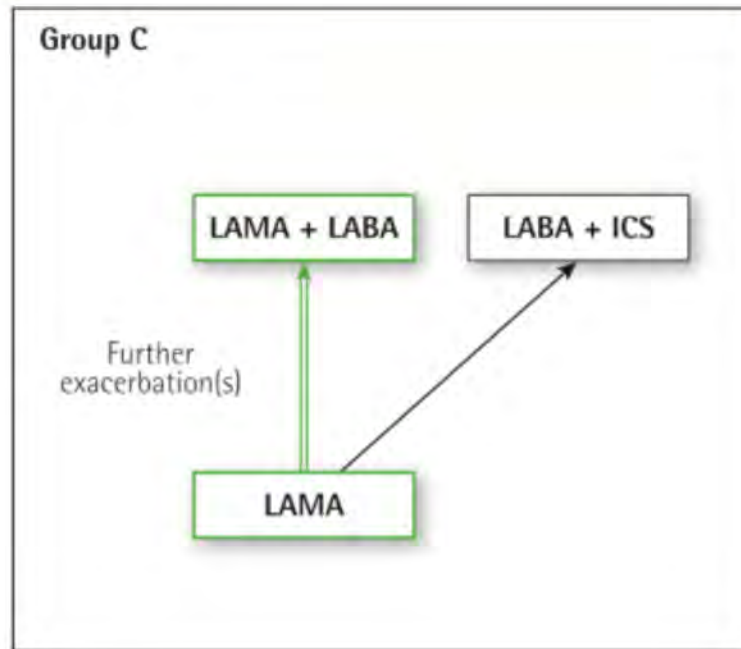 Group C
LAMA + LABA
LABA + ICS
Further
exacerbation(s)
LAMA